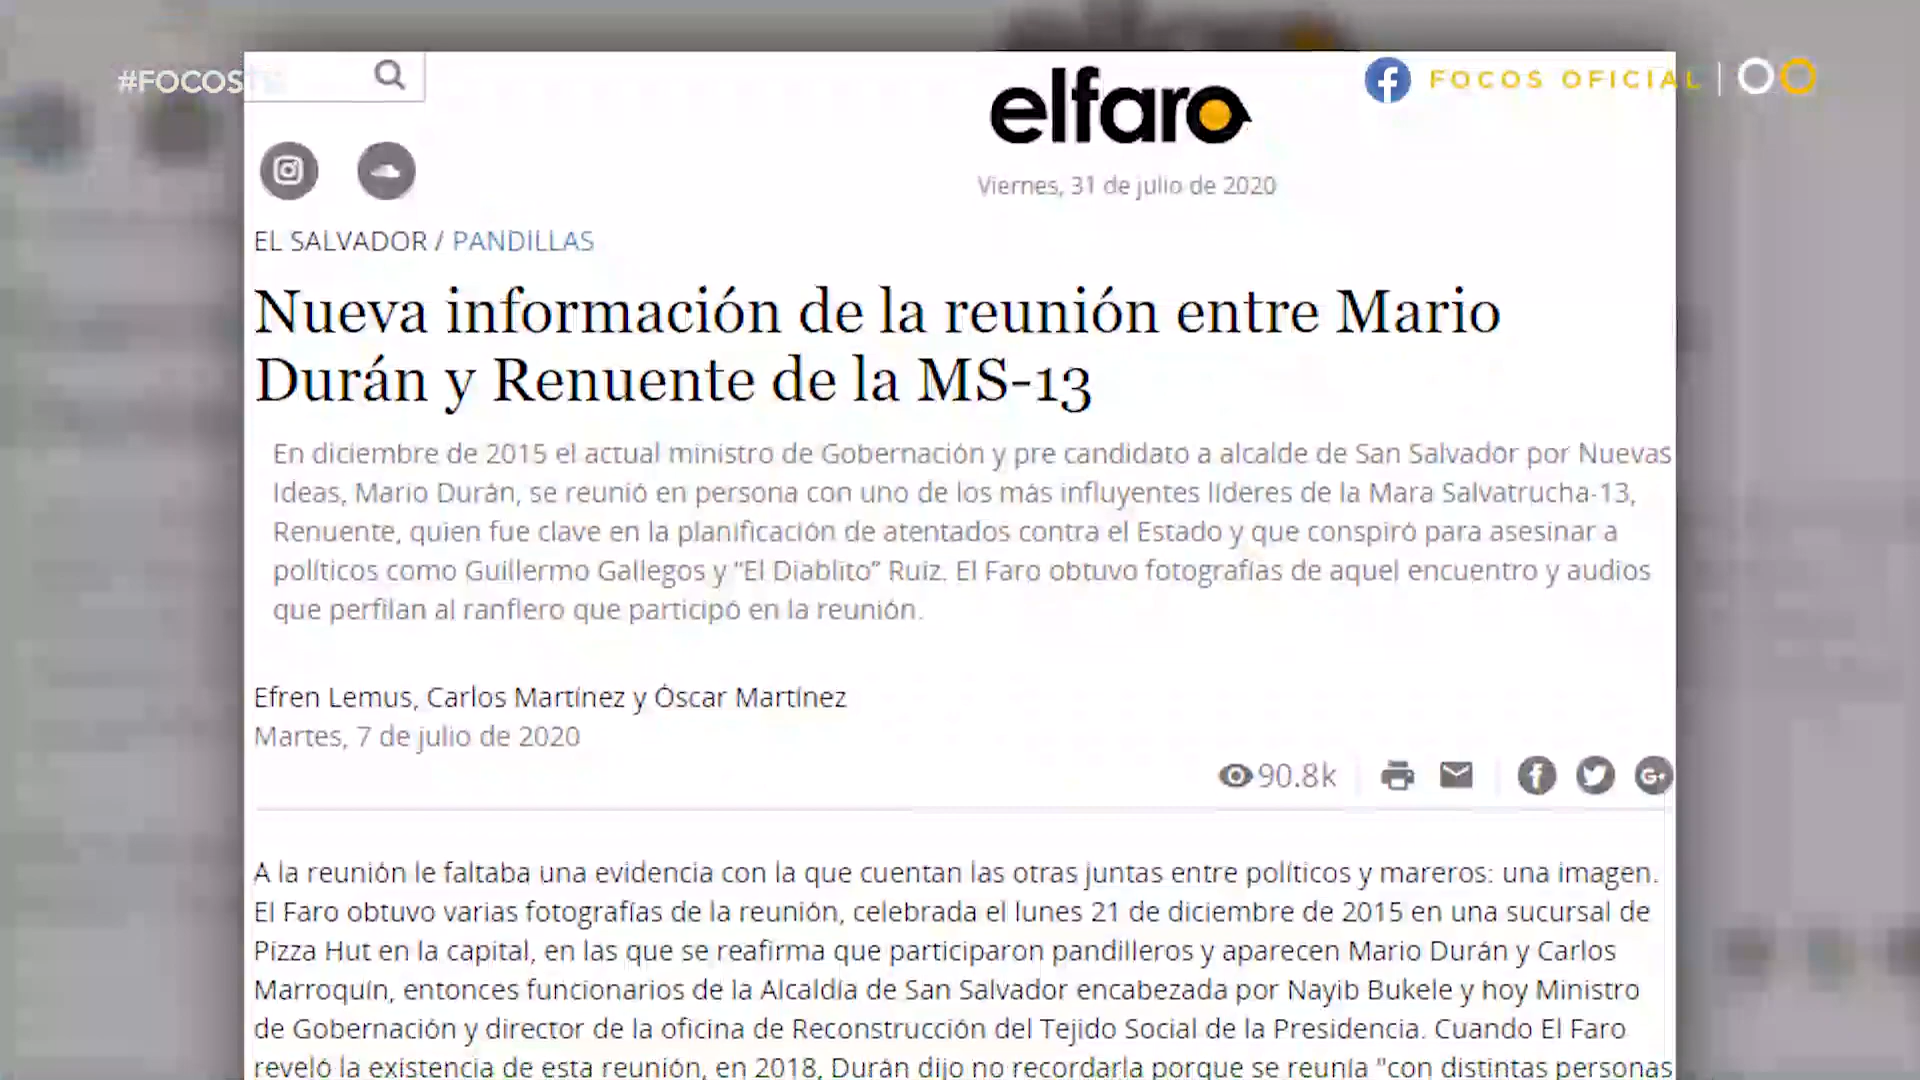 #FOCOS
elfaro
FOCOS OFICIAL
Viernes, 31 de julio de 2020
EL SALVADOR / PANDILLAS
Nueva información de la reunión entre Mario
Durán y Renuente de la MS-13
En diciembre de 2015 el actual ministro de Gobernación y pre candidato a alcalde de San Salvador por Nuevas
Ideas, Mario Durán, se reunió en persona con uno de los más influyentes líderes de la Mara Salvatrucha-13,
Renuente, quien fue clave en la planificación de atentados contra el Estado y que conspiró para asesinar a
políticos como Guillermo Gallegos y “El Diablito” Ruiz. El Faro obtuvo fotografías de aquel encuentro y audios
que perfilan al ranflero que participó en la reunión.
Efren Lemus, Carlos Martínez y Óscar Martínez
Martes, 7 de julio de 2020
90.8k
A la reunión le faltaba una evidencia con la que cuentan las otras juntas entre políticos y mareros: una imagen.
El Faro obtuvo varias fotografías de la reunión, celebrada el lunes 21 de diciembre de 2015 en una sucursal de
Pizza Hut en la capital, en las que se reafirma que participaron pandilleros y aparecen Mario Durán y Carlos
Marroquín, entonces funcionarios de la Alcaldía de San Salvador encabezada por Nayib Bukele y hoy Ministro
de Gobernación y director de la oficina de Reconstrucción del Tejido Social de la Presidencia. Cuando El Faro
reveló la existencia de esta reunión, en 2018, Durán dijo no recordarla porque se reunía "con distintas personas